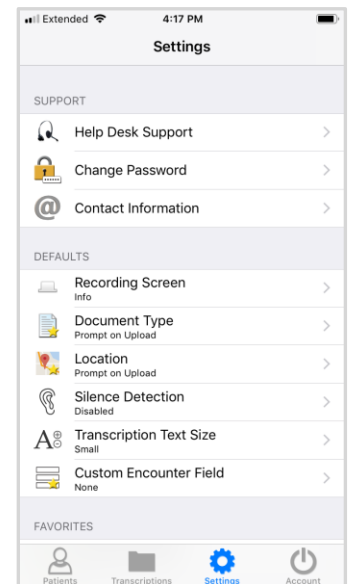 Extended 4:17 PM
Settings
SUPPORT
Help Desk Support
Change Password
@ Contact Information
DEFAULTS
Recording Screen
Info
Document Type
Prompt on Upload
Location
Prompt on Upload
Silence Detection
Disabled
A Transcription Text Size
Small
Custom Encounter Field
None
FAVORITES
Patients Transcriptions Settings Account